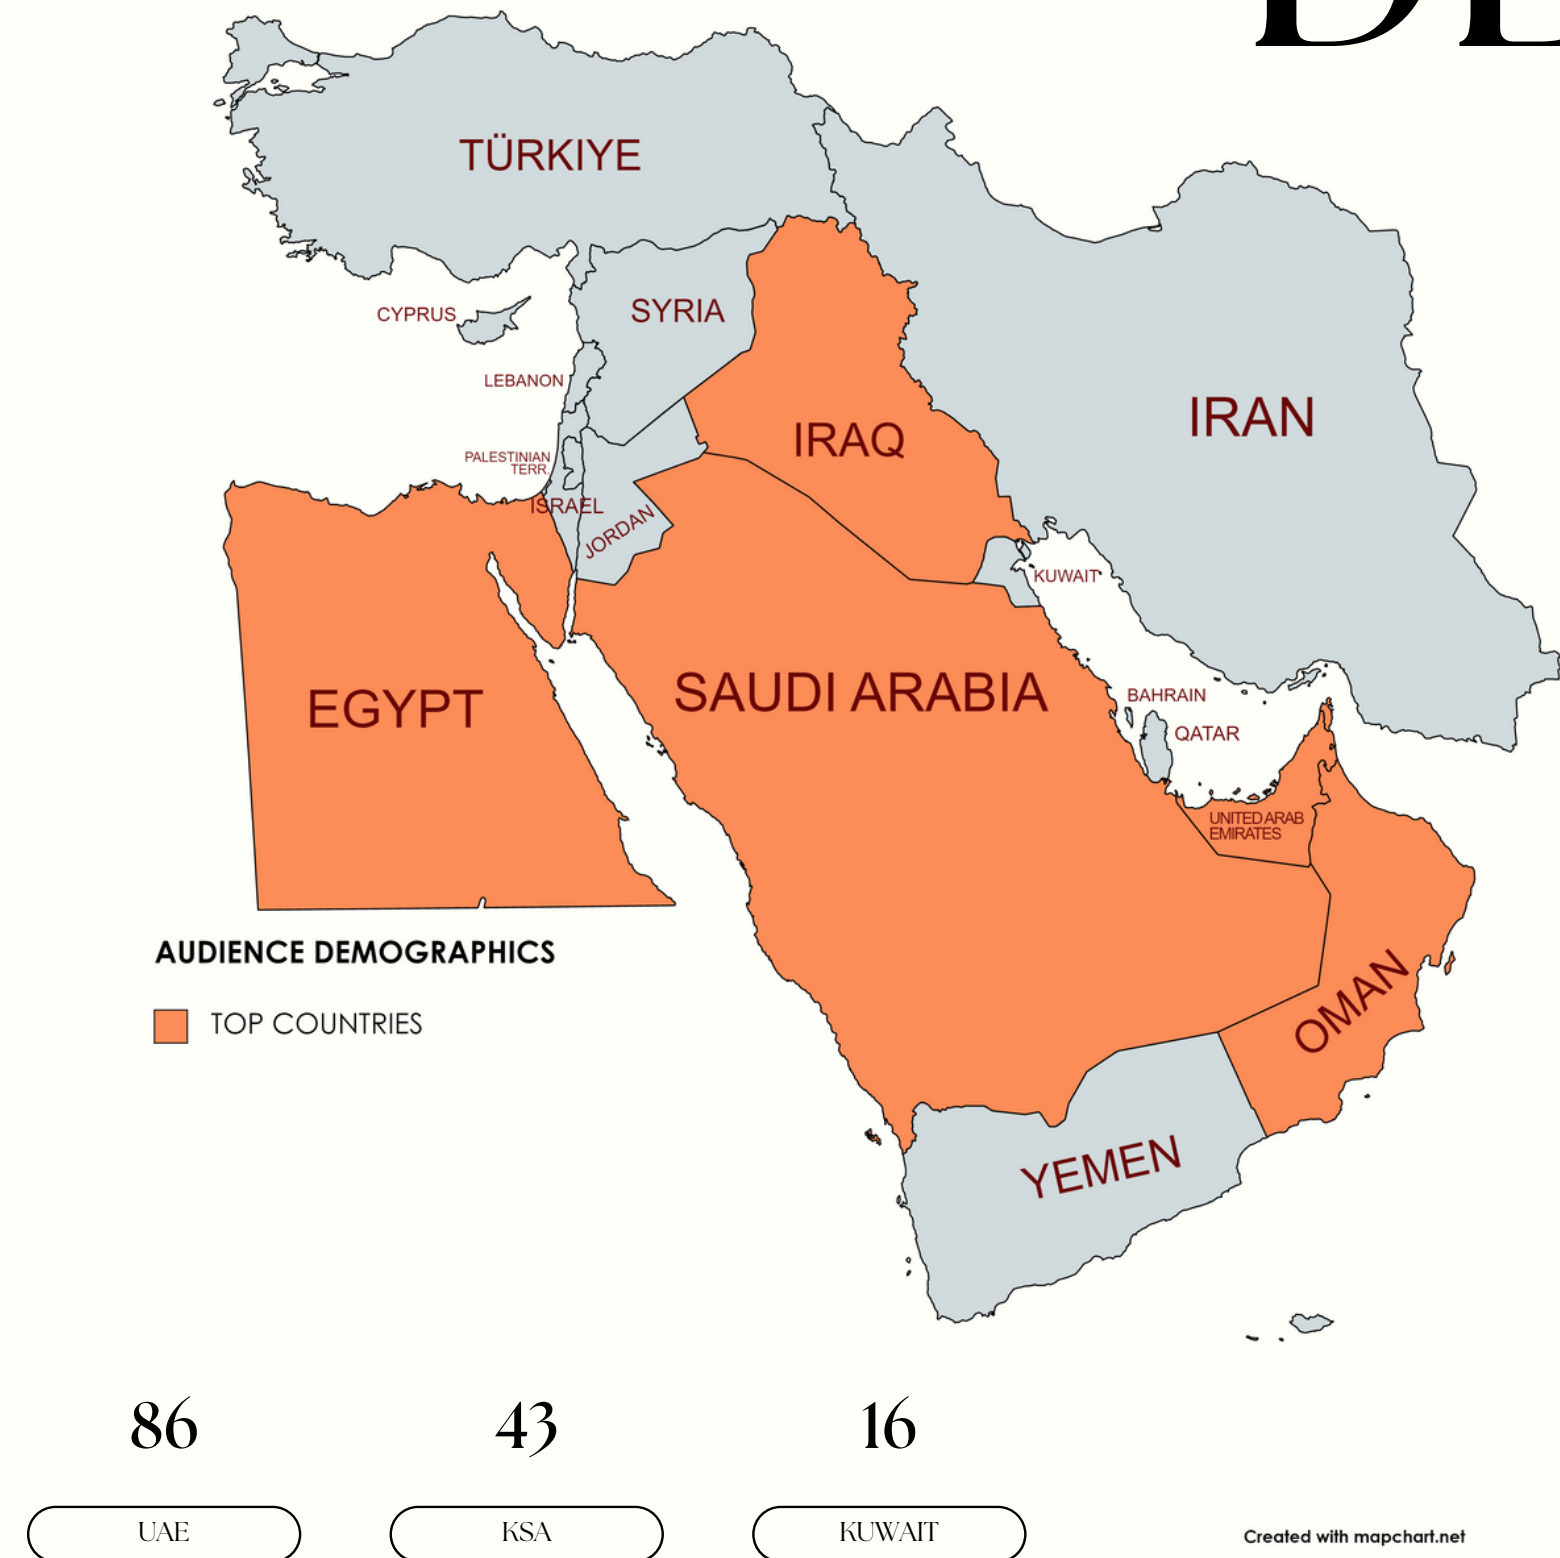 TÜRKIYE
CYPRUS
SYRIA
LEBANON
IRAQ
IRAN
PALESTINIAN
TERR.
ISRAEL
JORDAN
KUWAIT
EGYPT
SAUDI ARABIA
BAHRAIN
QATAR
UNITED ARAB
EMIRATES
OMAN
YEMEN
AUDIENCE DEMOGRAPHICS
TOP COUNTRIES
86
43
16
UAE
KSA
KUWAIT
Created with mapchart.net